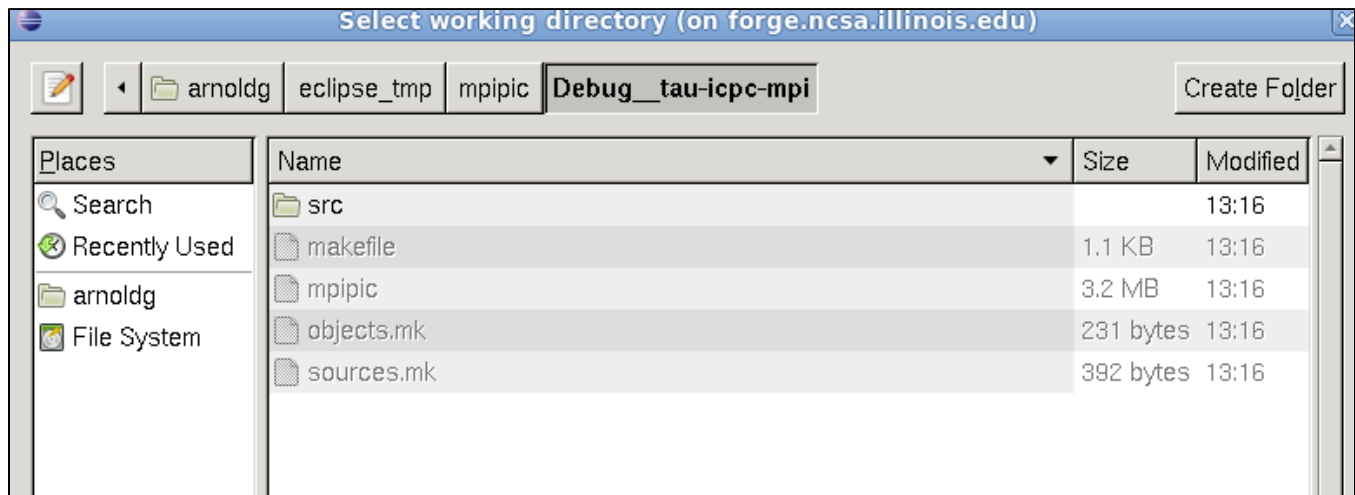 Select working directory (on forge.ncsa.illinois.edu)
arnoldg eclipse_tmp mpipic Debug__tau-icpc-mpi Create Folder
Places Name Size Modified
Search src 13:16
Recently Used makefile 1.1 KB 13:16
arnoldg mpipic 3.2 MB 13:16
File System objects.mk 231 bytes 13:16
sources.mk 392 bytes 13:16